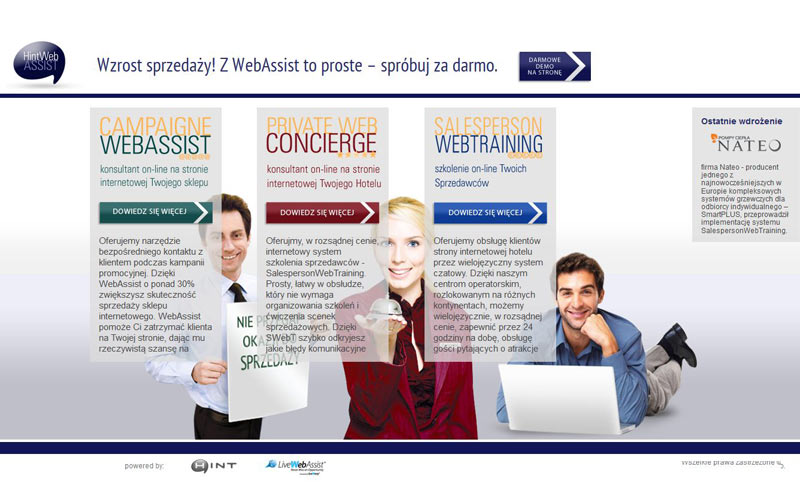 HintWeb
ASSIST
Wzrost sprzedaży! Z WebAssist to proste – spróbuj za darmo.
DARMOWE
DEMO
NA STRONĘ
CAMPAIGNE
WEBASSIST
konsultant on-line na stronie
internetowej Twojego sklepu
DOWIEDZ SIĘ WIĘCEJ
Oferujemy narzędzie
bezpośredniego kontaktu z
klientem podczas kampanii
promocyjnej. Dzięki
WebAssist o ponad 30%
zwiększysz skuteczność
sprzedaży sklepu
internetowego. WebAssist
pomoże Ci zatrzymać klienta
na Twojej stronie, dając mu
rzeczywistą szansę na
PRIVATE WEB
CONCIERGE
konsultant on-line na stronie
internetowej Twojego Hotelu
DOWIEDZ SIĘ WIĘCEJ
Oferujmy, w rozsądnej cenie,
internetowy system
szkolenia sprzedawców -
SalespersonWebTraining.
Prosty, łatwy w obsłudze,
który nie wymaga
organizowania szkoleń i
ćwiczenia scenek
sprzedażowych. Dzięki
SWebT szybko odkryjesz
jakie błędy komunikacyjne
SALESPERSON
WEBTRAINING
szkolenie on-line Twoich
Sprzedawców
DOWIEDZ SIĘ WIĘCEJ
Oferujemy obsługę klientów
strony internetowej hotelu
przez wielojęzyczny system
czatowy. Dzięki naszym
centrom operatorskim,
rozlokowanym na różnych
kontynentach, możemy
wielojęzycznie, w rozsądnej
cenie, zapewnić przez 24
godziny na dobę, obsługę
gości pytających o atrakcje
NIE
OKA
SPRZEDAŻY
Ostatnie wdrożenie
POMPY CIEPŁA
NATEO
firma Nateo - producent
jednego z
najnowocześniejszych w
Europie kompleksowych
systemów grzewczych dla
odbiorcy indywidualnego –
SmartPLUS, przeprowadził
implementację systemu
SalespersonWebTraining.
powered by:
HINT
LiveWebAssist
Wszelkie prawa zastrzeżone ©